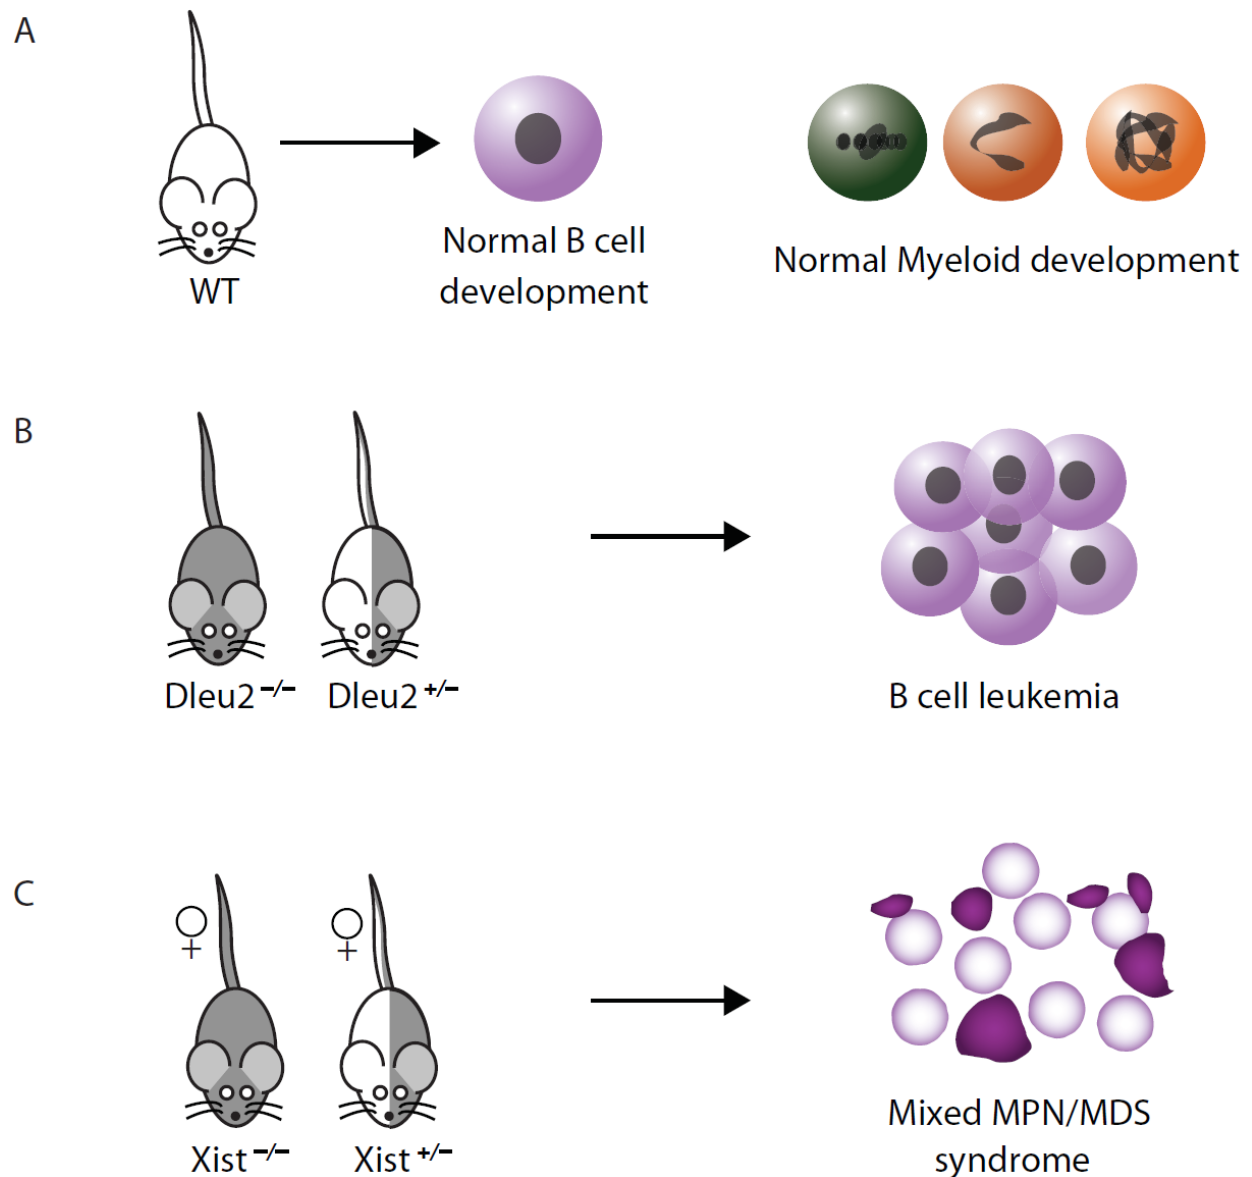 A
WT
Normal B cell
development
Normal Myeloid development
B
Dleu2 −/−
Dleu2 +/−
B cell leukemia
C
♀
♀
Xist −/−
Xist +/−
Mixed MPN/MDS
syndrome